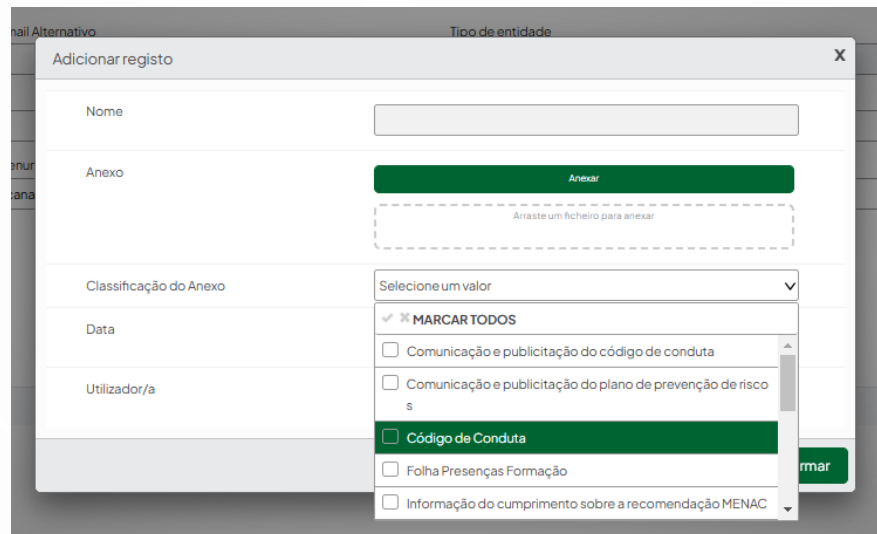 mail Alternativo Tipo de entidade
Adicionar registo X
Nome
Anexo Anexar
Arraste um ficheiro para anexar
Classificação do Anexo Selecione um valor
MARCAR TODOS
Data
Comunicação e publicitação do código de conduta
Utilizador/a
Comunicação e publicitação do plano de prevenção de risco
s
Código de Conduta
Folha Presenças Formação
rmar
Informação do cumprimento sobre a recomendação MENAC